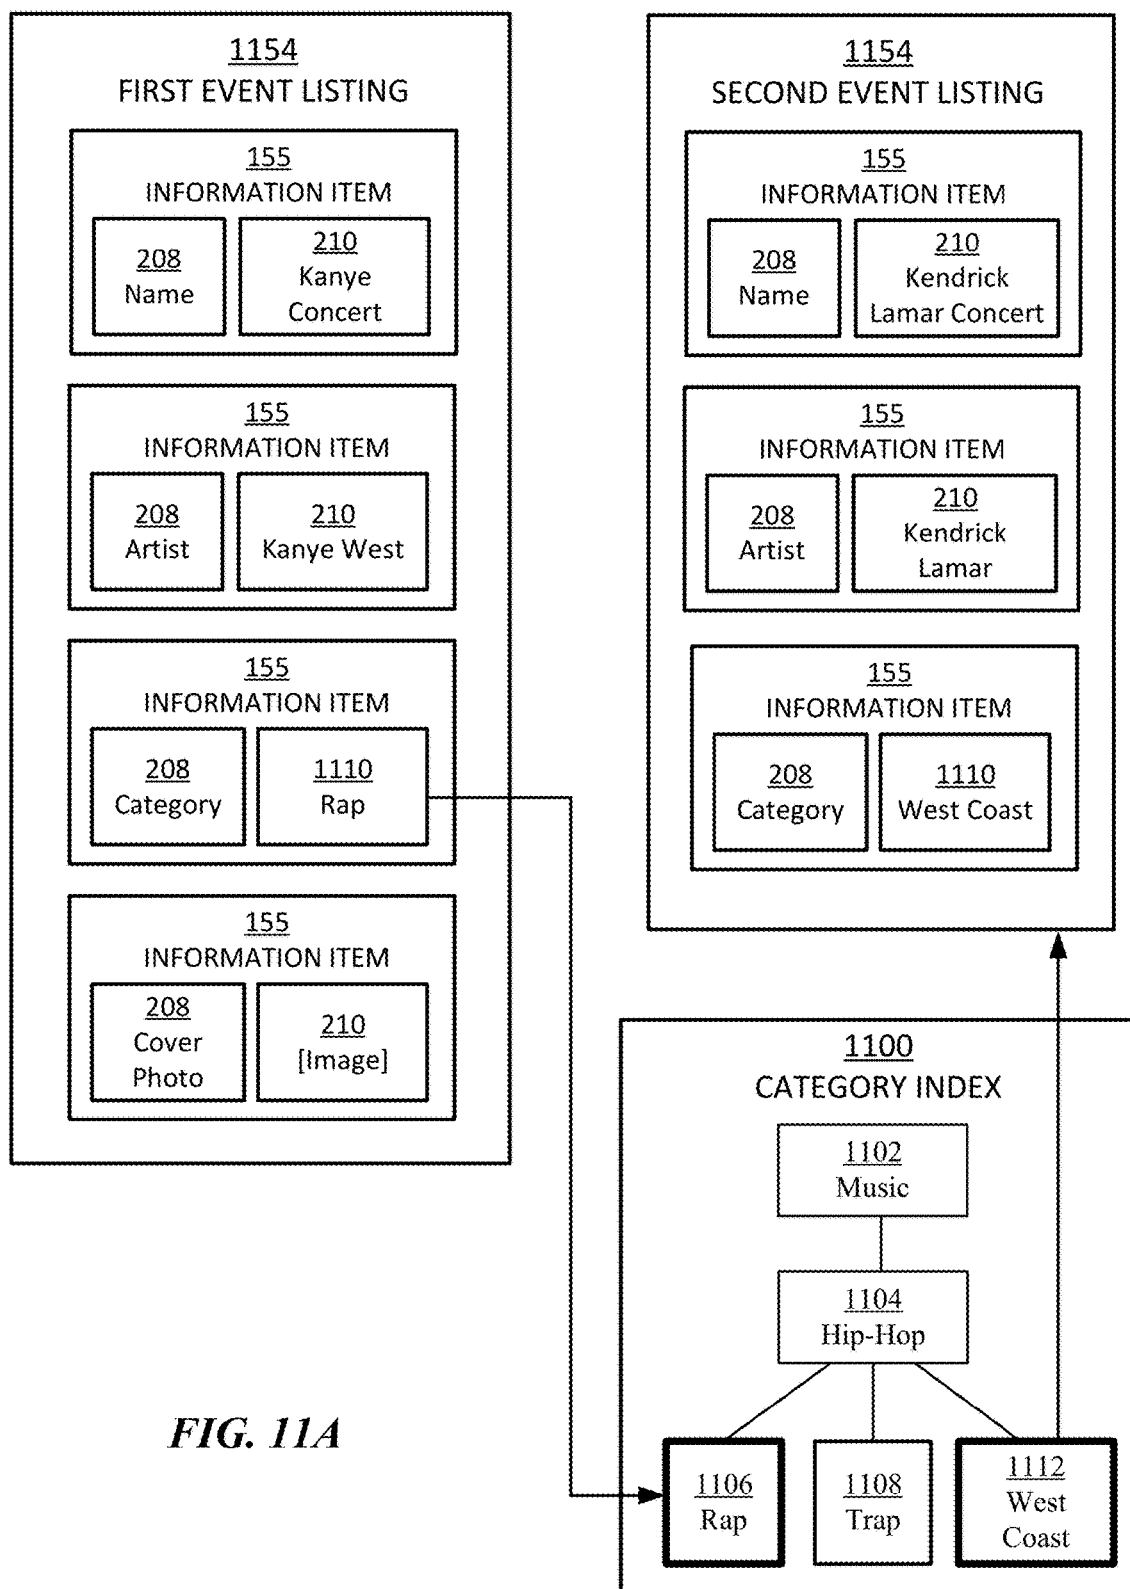 1154
FIRST EVENT LISTING
155
INFORMATION ITEM
208
Name
210
Kanye
Concert
155
INFORMATION ITEM
208
Artist
210
Kanye West
155
INFORMATION ITEM
208
Category
1110
Rap
155
INFORMATION ITEM
208
Cover
Photo
210
[Image]
1154
SECOND EVENT LISTING
155
INFORMATION ITEM
208
Name
210
Kendrick
Lamar Concert
155
INFORMATION ITEM
208
Artist
210
Kendrick
Lamar
155
INFORMATION ITEM
208
Category
1110
West Coast
1100
CATEGORY INDEX
1102
Music
1104
Hip-Hop
1106
Rap
1108
Trap
1112
West
Coast
FIG. 11A